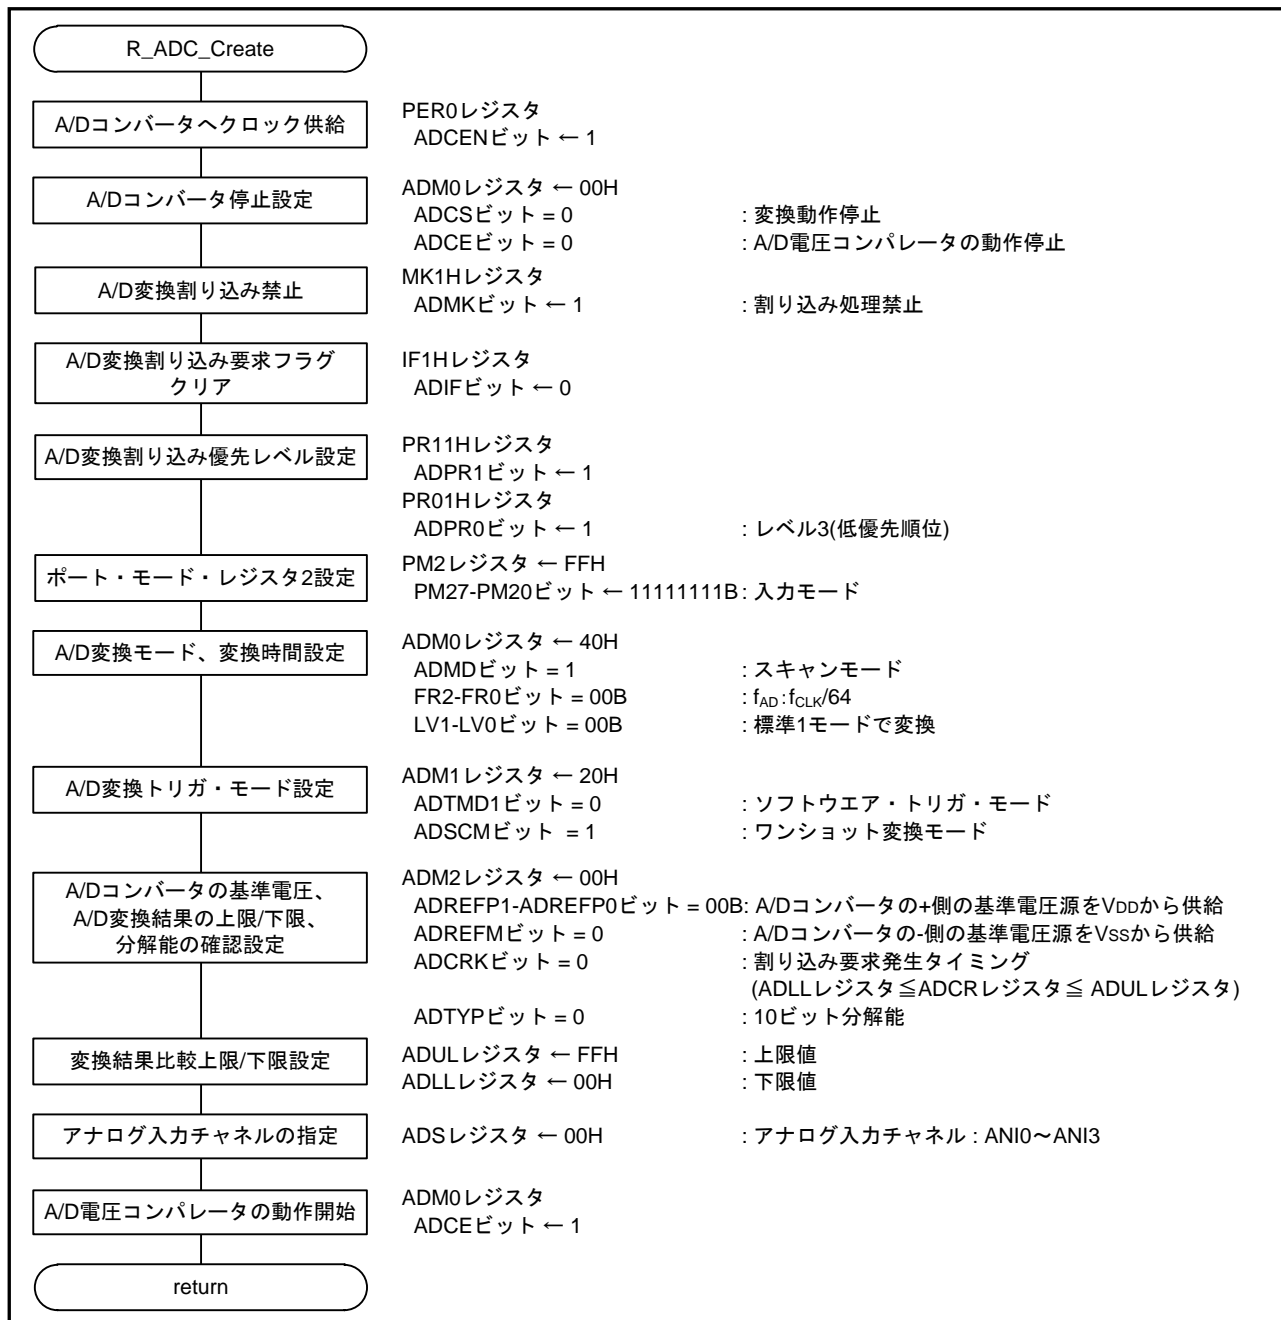 R_ADC_Create
A/Dコンバータへクロック供給
PER0レジスタ
ADCENビット ← 1
A/Dコンバータ停止設定
ADM0レジスタ ← 00H
ADCSビット = 0 : 変換動作停止
ADCEビット = 0 : A/D電圧コンパレータの動作停止
A/D変換割り込み禁止
MK1Hレジスタ
ADMKビット ← 1 : 割り込み処理禁止
A/D変換割り込み要求フラグ
クリア
IF1Hレジスタ
ADIFビット ← 0
A/D変換割り込み優先レベル設定
PR11Hレジスタ
ADPR1ビット ← 1
PR01Hレジスタ
ADPR0ビット ← 1 : レベル3(低優先順位)
ポート・モード・レジスタ2設定
PM2レジスタ ← FFH
PM27-PM20ビット ← 11111111B : 入力モード
A/D変換モード、変換時間設定
ADM0レジスタ ← 40H
ADMDビット = 1 : スキャンモード
FR2-FR0ビット = 00B : fAD:fCLK/64
LV1-LV0ビット = 00B : 標準1モードで変換
A/D変換トリガ・モード設定
ADM1レジスタ ← 20H
ADTMD1ビット = 0 : ソフトウエア・トリガ・モード
ADSCMビット = 1 : ワンショット変換モード
A/Dコンバータの基準電圧、
A/D変換結果の上限/下限、
分解能の確認設定
ADM2レジスタ ← 00H
ADREFP1-ADREFP0ビット = 00B: A/Dコンバータの+側の基準電圧源をVDDから供給
ADREFMビット = 0 : A/Dコンバータの-側の基準電圧源をVSSから供給
ADCRKビット = 0 : 割り込み要求発生タイミング
(ADLLレジスタ≦ADCRレジスタ≦ ADULレジスタ)
ADTYPビット = 0 : 10ビット分解能
変換結果比較上限/下限設定
ADULレジスタ ← FFH : 上限値
ADLLレジスタ ← 00H : 下限値
アナログ入力チャネルの指定
ADSレジスタ ← 00H : アナログ入力チャネル : ANI0～ANI3
A/D電圧コンパレータの動作開始
ADM0レジスタ
ADCEビット ← 1
return